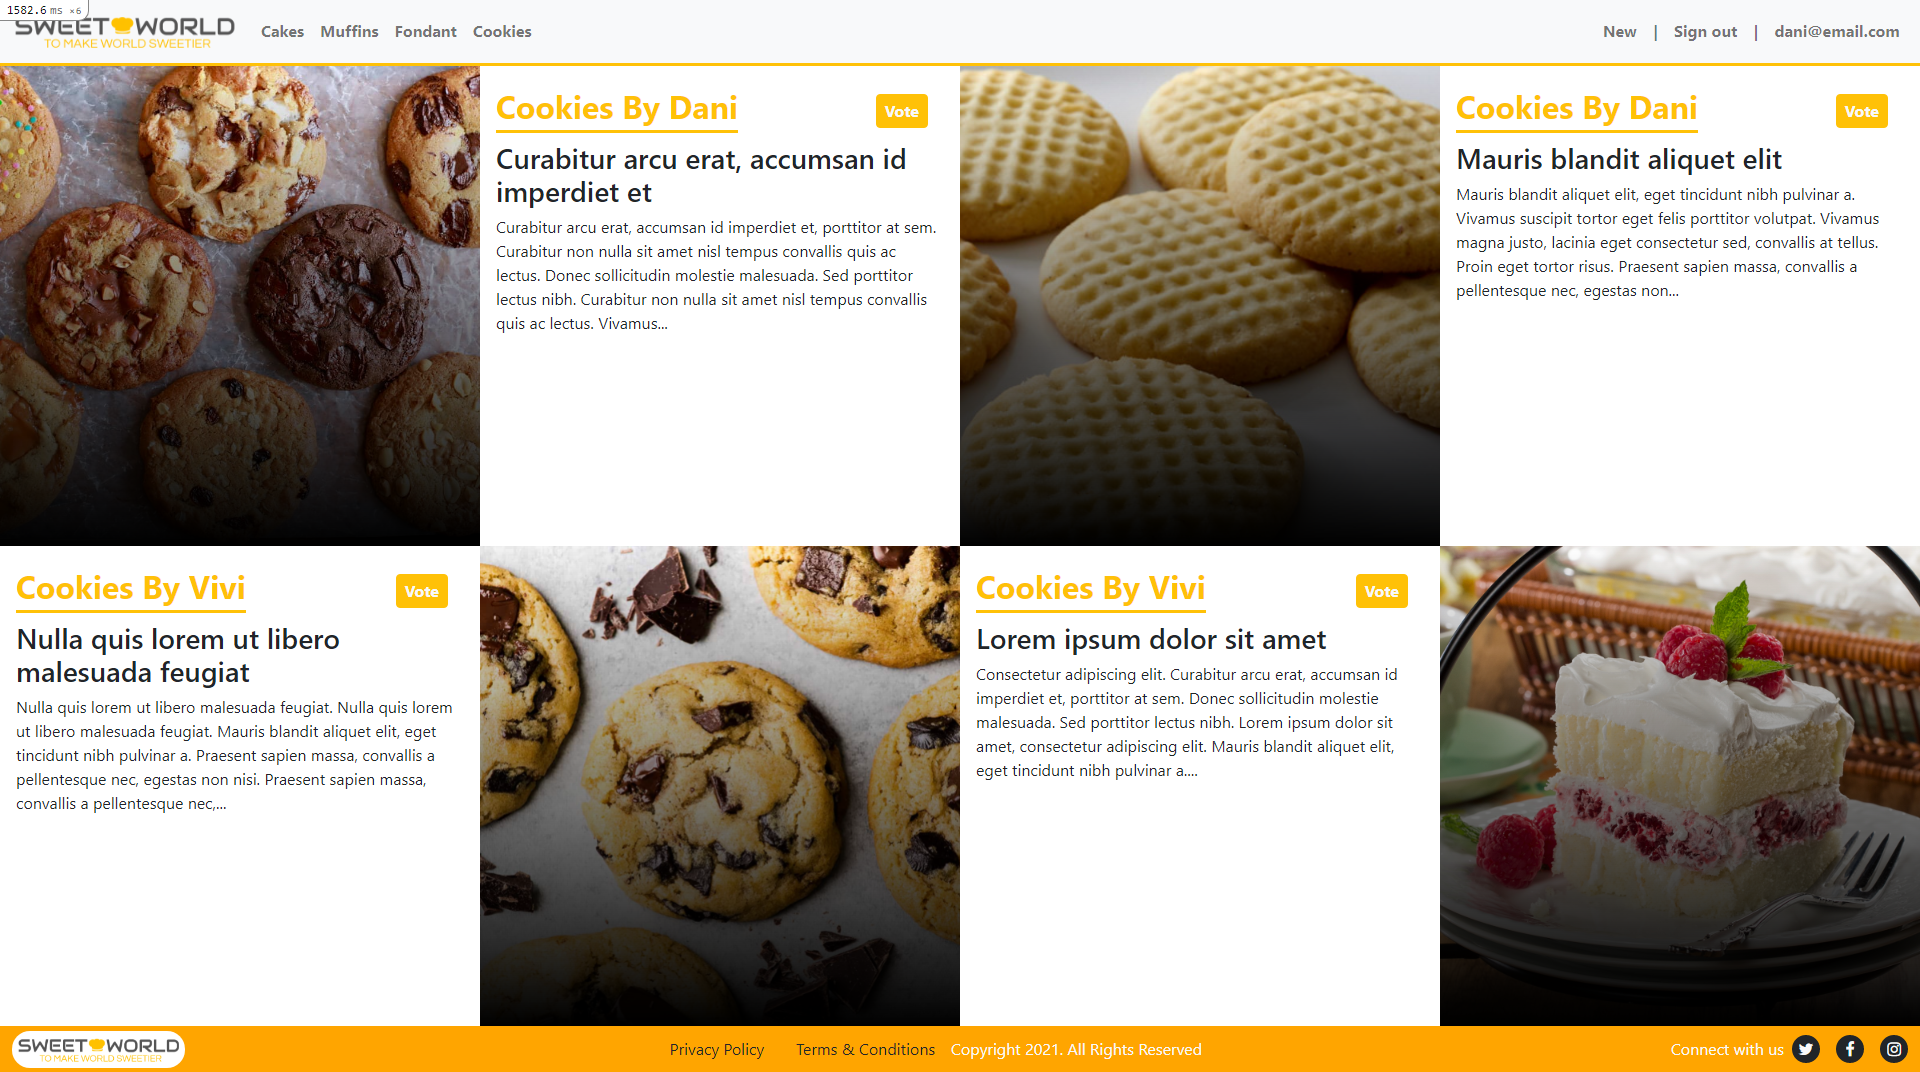 1582.6 ms ×6
SWEET WORLD
TO MAKE WORLD SWEETIER
Cakes Muffins Fondant Cookies
New | Sign out | dani@email.com
Cookies By Dani
Vote
Curabitur arcu erat, accumsan id
imperdiet et
Curabitur arcu erat, accumsan id imperdiet et, porttitor at sem.
Curabitur non nulla sit amet nisl tempus convallis quis ac
lectus. Donec sollicitudin molestie malesuada. Sed porttitor
lectus nibh. Curabitur non nulla sit amet nisl tempus convallis
quis ac lectus. Vivamus...
Cookies By Dani
Vote
Mauris blandit aliquet elit
Mauris blandit aliquet elit, eget tincidunt nibh pulvinar a.
Vivamus suscipit tortor eget felis porttitor volutpat. Vivamus
magna justo, lacinia eget consectetur sed, convallis at tellus.
Proin eget tortor risus. Praesent sapien massa, convallis a
pellentesque nec, egestas non...
Cookies By Vivi
Vote
Nulla quis lorem ut libero
malesuada feugiat
Nulla quis lorem ut libero malesuada feugiat. Nulla quis lorem
ut libero malesuada feugiat. Mauris blandit aliquet elit, eget
tincidunt nibh pulvinar a. Praesent sapien massa, convallis a
pellentesque nec, egestas non nisi. Praesent sapien massa,
convallis a pellentesque nec,...
Cookies By Vivi
Vote
Lorem ipsum dolor sit amet
Consectetur adipiscing elit. Curabitur arcu erat, accumsan id
imperdiet et, porttitor at sem. Donec sollicitudin molestie
malesuada. Sed porttitor lectus nibh. Lorem ipsum dolor sit
amet, consectetur adipiscing elit. Mauris blandit aliquet elit,
eget tincidunt nibh pulvinar a....
SWEET WORLD
TO MAKE WORLD SWEETIER
Privacy Policy Terms & Conditions Copyright 2021. All Rights Reserved
Connect with us